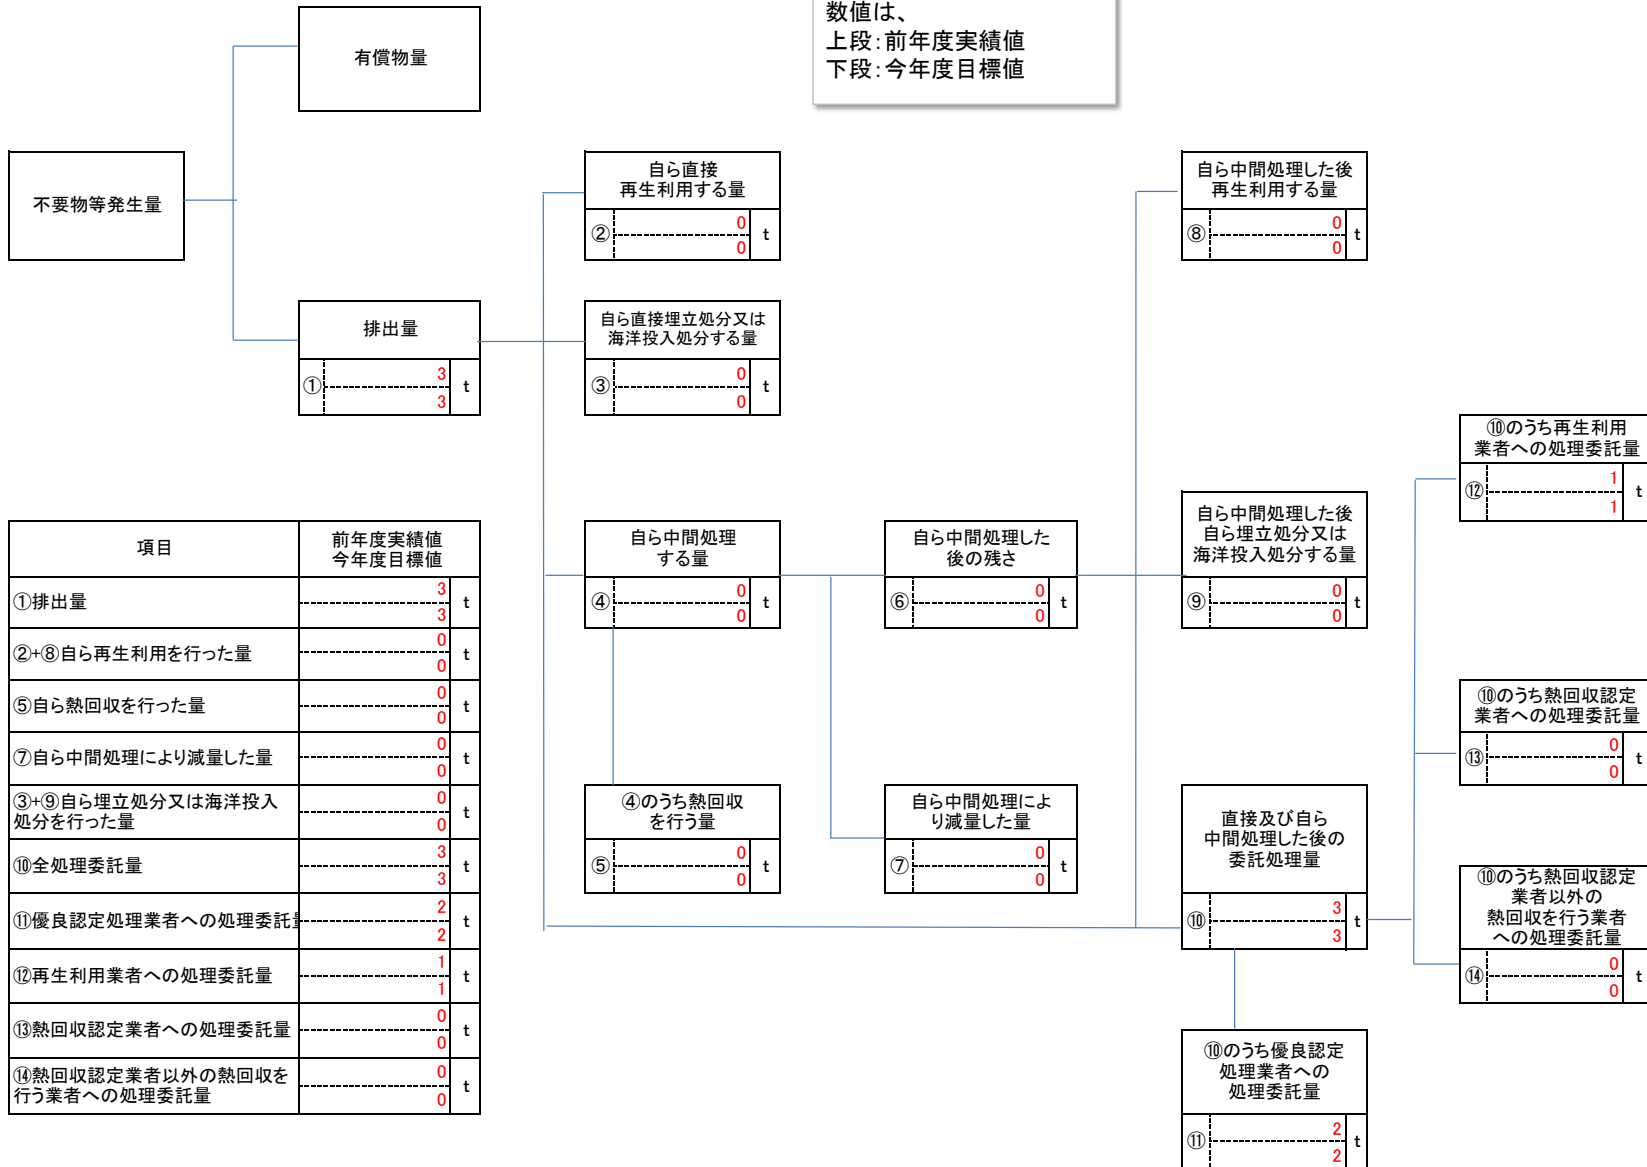 数値は、
上段：前年度実績値
下段：今年度目標値
有償物量
不要物等発生量
自ら直接
再生利用する量
②
0
0
t
自ら中間処理した後
再生利用する量
⑧
0
0
t
排出量
①
3
3
t
自ら直接埋立処分又は
海洋投入処分する量
③
0
0
t
⑩のうち再生利用
業者への処理委託量
⑫
1
1
t
自ら中間処理
する量
④
0
0
t
自ら中間処理した
後の残さ
⑥
0
0
t
自ら中間処理した後
自ら埋立処分又は
海洋投入処分する量
⑨
0
0
t
⑩のうち熱回収認定
業者への処理委託量
⑬
0
0
t
④のうち熱回収
を行う量
⑤
0
0
t
自ら中間処理によ
り減量した量
⑦
0
0
t
直接及び自ら
中間処理した後の
委託処理量
⑩
3
3
t
⑩のうち熱回収認定
業者以外の
熱回収を行う業者
への処理委託量
⑭
0
0
t
⑩のうち優良認定
処理業者への
処理委託量
⑪
2
2
t
項目
前年度実績値
今年度目標値
①排出量
3
3
t
②+⑧自ら再生利用を行った量
0
0
t
⑤自ら熱回収を行った量
0
0
t
⑦自ら中間処理により減量した量
0
0
t
③+⑨自ら埋立処分又は海洋投入
処分を行った量
0
0
t
⑩全処理委託量
3
3
t
⑪優良認定処理業者への処理委託量
2
2
t
⑫再生利用業者への処理委託量
1
1
t
⑬熱回収認定業者への処理委託量
0
0
t
⑭熱回収認定業者以外の熱回収を
行う業者への処理委託量
0
0
t